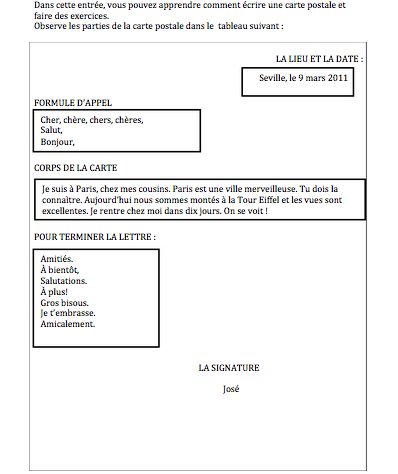 Dans cette entrée, vous pouvez apprendre comment écrire une carte postale et
faire des exercices.
Observe les parties de la carte postale dans le  tableau suivant :
LA LIEU ET LA DATE :
Seville, le 9 mars 2011
FORMULE D'APPEL
Cher, chère, chers, chères,
Salut,
Bonjour,
CORPS DE LA CARTE
Je suis à Paris, chez mes cousins. Paris est une ville merveilleuse. Tu dois la
connaître. Aujourd'hui nous sommes montés à la Tour Eiffel et les vues sont
excellentes. Je rentre chez moi dans dix jours. On se voit !
POUR TERMINER LA LETTRE :
Amitiés.
À bientôt,
Salutations.
À plus!
Gros bisous.
Je t'embrasse.
Amicalement.
LA SIGNATURE
José